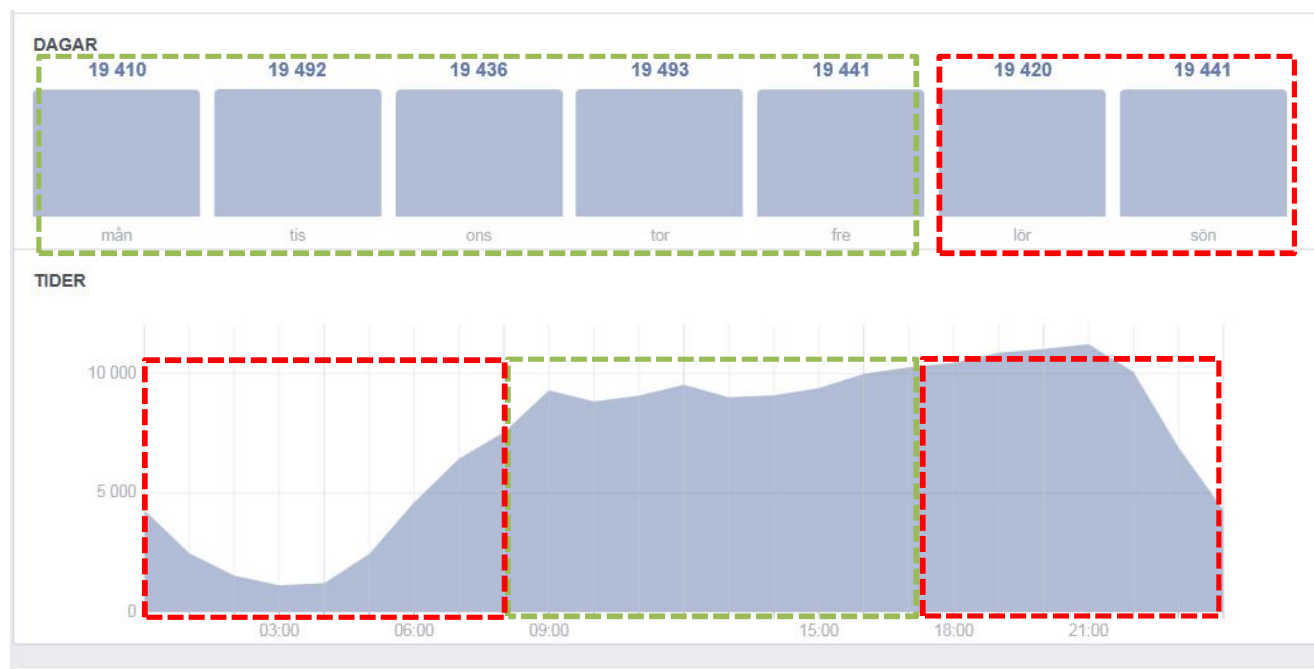 DAGAR
19 410 19 492 19 436 19 493 19 441 19 420 19 441
mån tis ons tor fre lör sön
TIDER
10 000
5 000
0
03:00 06:00 09:00 15:00 18:00 21:00